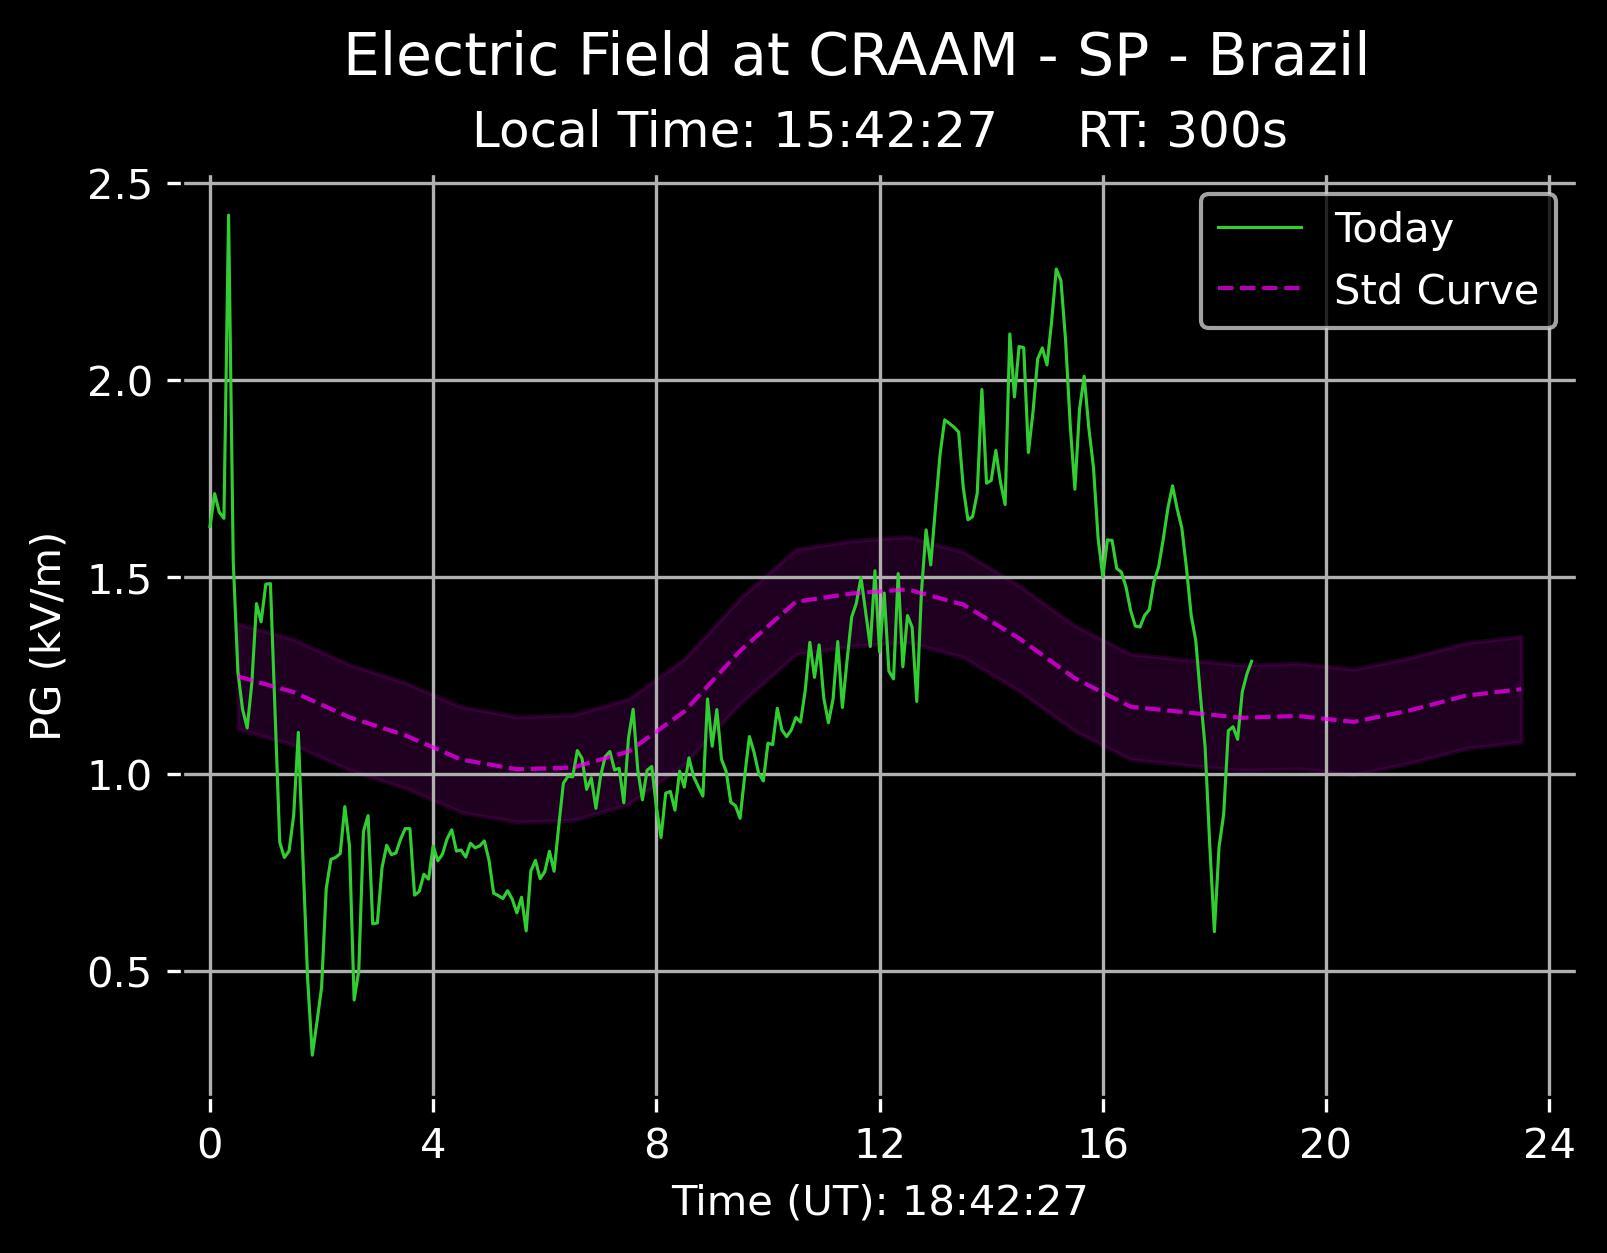 Electric Field at CRAAM - SP - Brazil
Local Time: 15:42:27 RT: 300s
2.5
2.0
1.5
1.0
0.5
PG (kV/m)
Today
Std Curve
0 4 8 12 16 20 24
Time (UT): 18:42:27